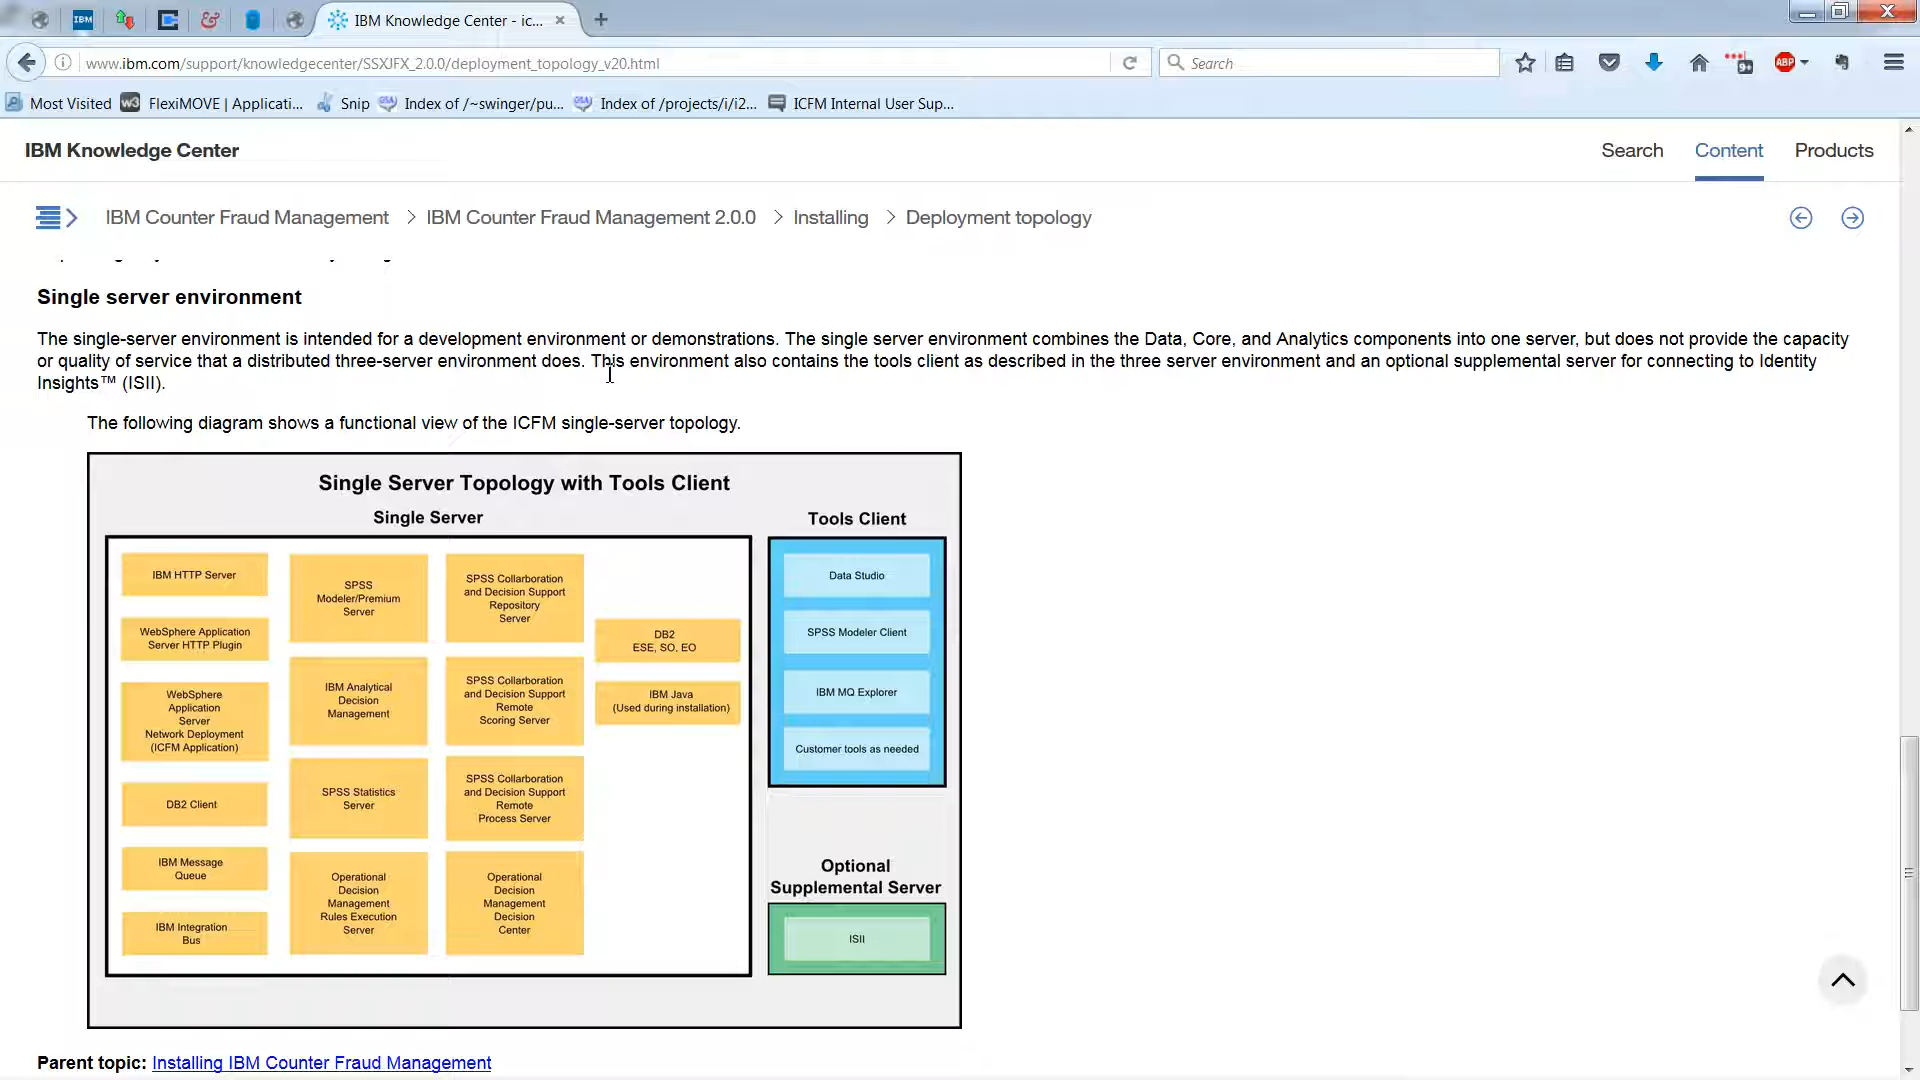 IBM
IBM Knowledge Center - ic...
www.ibm.com/support/knowledgecenter/SSXJFX_2.0.0/deployment_topology_v20.html
Search
9+
ABP
Most Visited
w3
FlexiMOVE | Applicati...
Snip
Index of /~swinger/pu...
Index of /projects/i/i2...
ICFM Internal User Sup...
IBM Knowledge Center
Search
Content
Products
IBM Counter Fraud Management > IBM Counter Fraud Management 2.0.0 > Installing > Deployment topology
Single server environment
The single-server environment is intended for a development environment or demonstrations. The single server environment combines the Data, Core, and Analytics components into one server, but does not provide the capacity
or quality of service that a distributed three-server environment does. This environment also contains the tools client as described in the three server environment and an optional supplemental server for connecting to Identity
Insights™ (ISII).
The following diagram shows a functional view of the ICFM single-server topology.
Single Server Topology with Tools Client
Single Server
IBM HTTP Server
WebSphere Application
Server HTTP Plugin
WebSphere
Application
Server
Network Deployment
(ICFM Application)
DB2 Client
IBM Message
Queue
IBM Integration
Bus
SPSS
Modeler/Premium
Server
IBM Analytical
Decision
Management
SPSS Statistics
Server
Operational
Decision
Management
Rules Execution
Server
SPSS Collarboration
and Decision Support
Repository
Server
SPSS Collaboration
and Decision Support
Remote
Scoring Server
SPSS Collarboration
and Decision Support
Remote
Process Server
Operational
Decision
Management
Decision
Center
DB2
ESE, SO, EO
IBM Java
(Used during installation)
Tools Client
Data Studio
SPSS Modeler Client
IBM MQ Explorer
Customer tools as needed
Optional
Supplemental Server
ISII
Parent topic: Installing IBM Counter Fraud Management